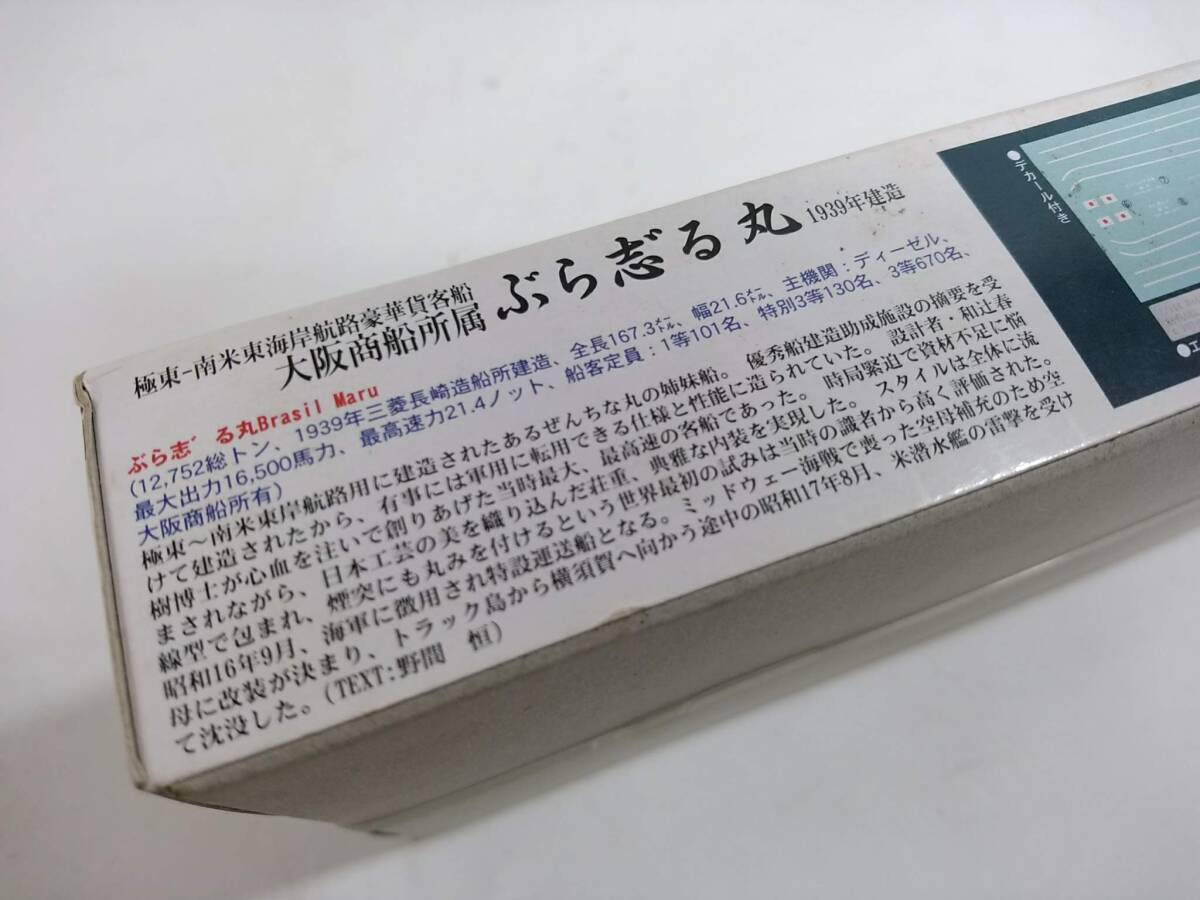 極東-南米東海岸航路豪華貨客船
大阪商船所属 ぶら志゛る丸 1939年建造
ぶら志゛る丸Brasil Maru
(12,752総トン、1939年三菱長崎造船所建造、全長167.3㍍、幅21.6㍍、主機関：ディーゼル、
最大出力16,500馬力、最高速力21.4ノット、船客定員：1等101名、特別3等130名、3等670名、
大阪商船所有)
極東～南米東岸航路用に建造されたあるぜんちな丸の姉妹船。優秀船建造助成施設の摘要を受
けて建造されたから、有事には軍用に転用できる仕様と性能に造られていた。設計者・和辻春
樹博士が心血を注いで創りあげた当時最大、最高速の客船であった。時局緊迫で資材不足に悩
まされながら、日本工芸の美を織り込んだ荘重、典雅な内装を実現した。スタイルは全体に流
線型で包まれ、煙突にも丸みを付けるという世界最初の試みは当時の識者から高く評価された。
昭和16年9月、海軍に徴用され特設運送船となる。ミッドウェー海戦で喪った空母補充のため空
母に改装が決まり、トラック島から横須賀へ向かう途中の昭和17年8月、米潜水艦の雷撃を受け
て沈没した。(TEXT:野間 恒)
●デカール付き
●エ